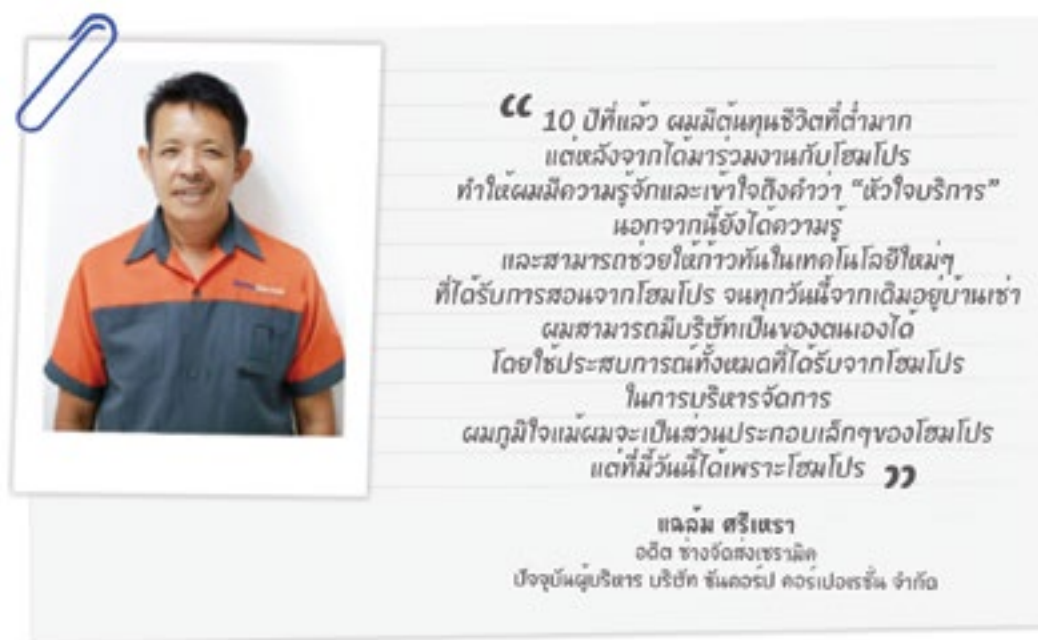 “ 10 ปีที่แล้ว ผมมีต้นทุนชีวิตที่ต่ำมาก
แต่หลังจากได้มาร่วมงานกับโฮมโปร
ทำให้ผมมีความรู้จักและเข้าใจถึงคำว่า “หัวใจบริการ”
นอกจากนี้ยังได้ความรู้
และสามารถช่วยให้ก้าวทันในเทคโนโลยีใหม่ๆ
ที่ได้รับการสอนจากโฮมโปร จนทุกวันนี้จากเดิมอยู่บ้านเช่า
ผมสามารถมีบริษัทเป็นของตนเองได้
โดยใช้ประสบการณ์ทั้งหมดที่ได้รับจากโฮมโปร
ในการบริหารจัดการ
ผมภูมิใจแม้ผมจะเป็นส่วนประกอบเล็กๆของโฮมโปร
แต่ที่มีวันนี้ได้เพราะโฮมโปร ”
แฉล้ม ศรีเหรา
อดีต ช่างจัดส่งเซรามิค
ปัจจุบันผู้บริหาร บริษัท ซันคอร์ป คอร์เปอเรชั่น จำกัด